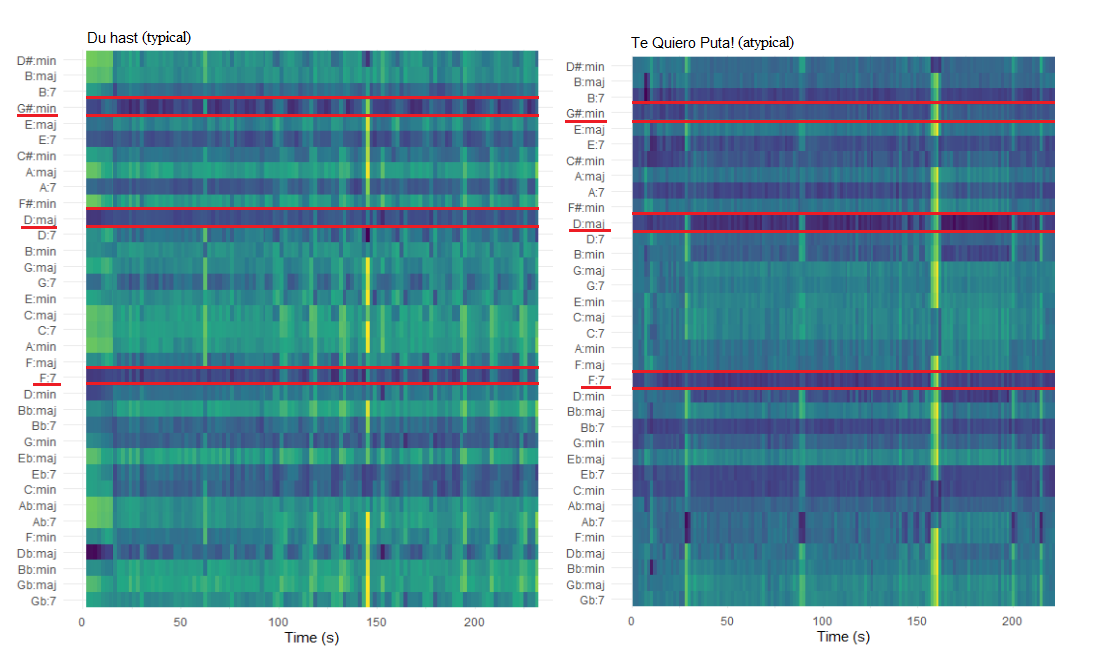 Du hast (typical)
D#:min
B:maj
B:7
G#:min
E:maj
E:7
C#:min
A:maj
A:7
F#:min
D:maj
D:7
B:min
G:maj
G:7
E:min
C:maj
C:7
A:min
F:maj
F:7
D:min
Bb:maj
Bb:7
G:min
Eb:maj
Eb:7
C:min
Ab:maj
Ab:7
F:min
Db:maj
Bb:min
Gb:maj
Gb:7
0 50 100 150 200
Time (s)
Te Quiero Puta! (atypical)
D#:min
B:maj
B:7
G#:min
E:maj
E:7
C#:min
A:maj
A:7
F#:min
D:maj
D:7
B:min
G:maj
G:7
E:min
C:maj
C:7
A:min
F:maj
F:7
D:min
Bb:maj
Bb:7
G:min
Eb:maj
Eb:7
C:min
Ab:maj
Ab:7
F:min
Db:maj
Bb:min
Gb:maj
Gb:7
0 50 100 150 200
Time (s)